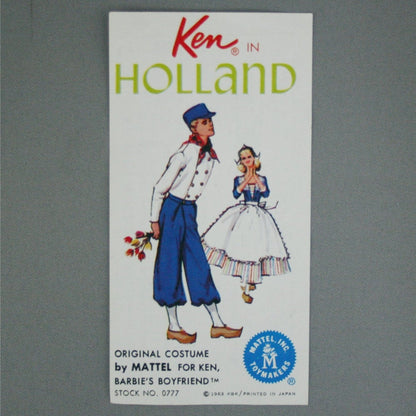 Ken® IN
HOLLAND
ORIGINAL COSTUME
by MATTEL FOR KEN,
BARBIE'S BOYFRIEND™
STOCK NO. 0777
MATTEL, INC.
M
TOYMAKERS
®
© 1963 PRINTED IN JAPAN